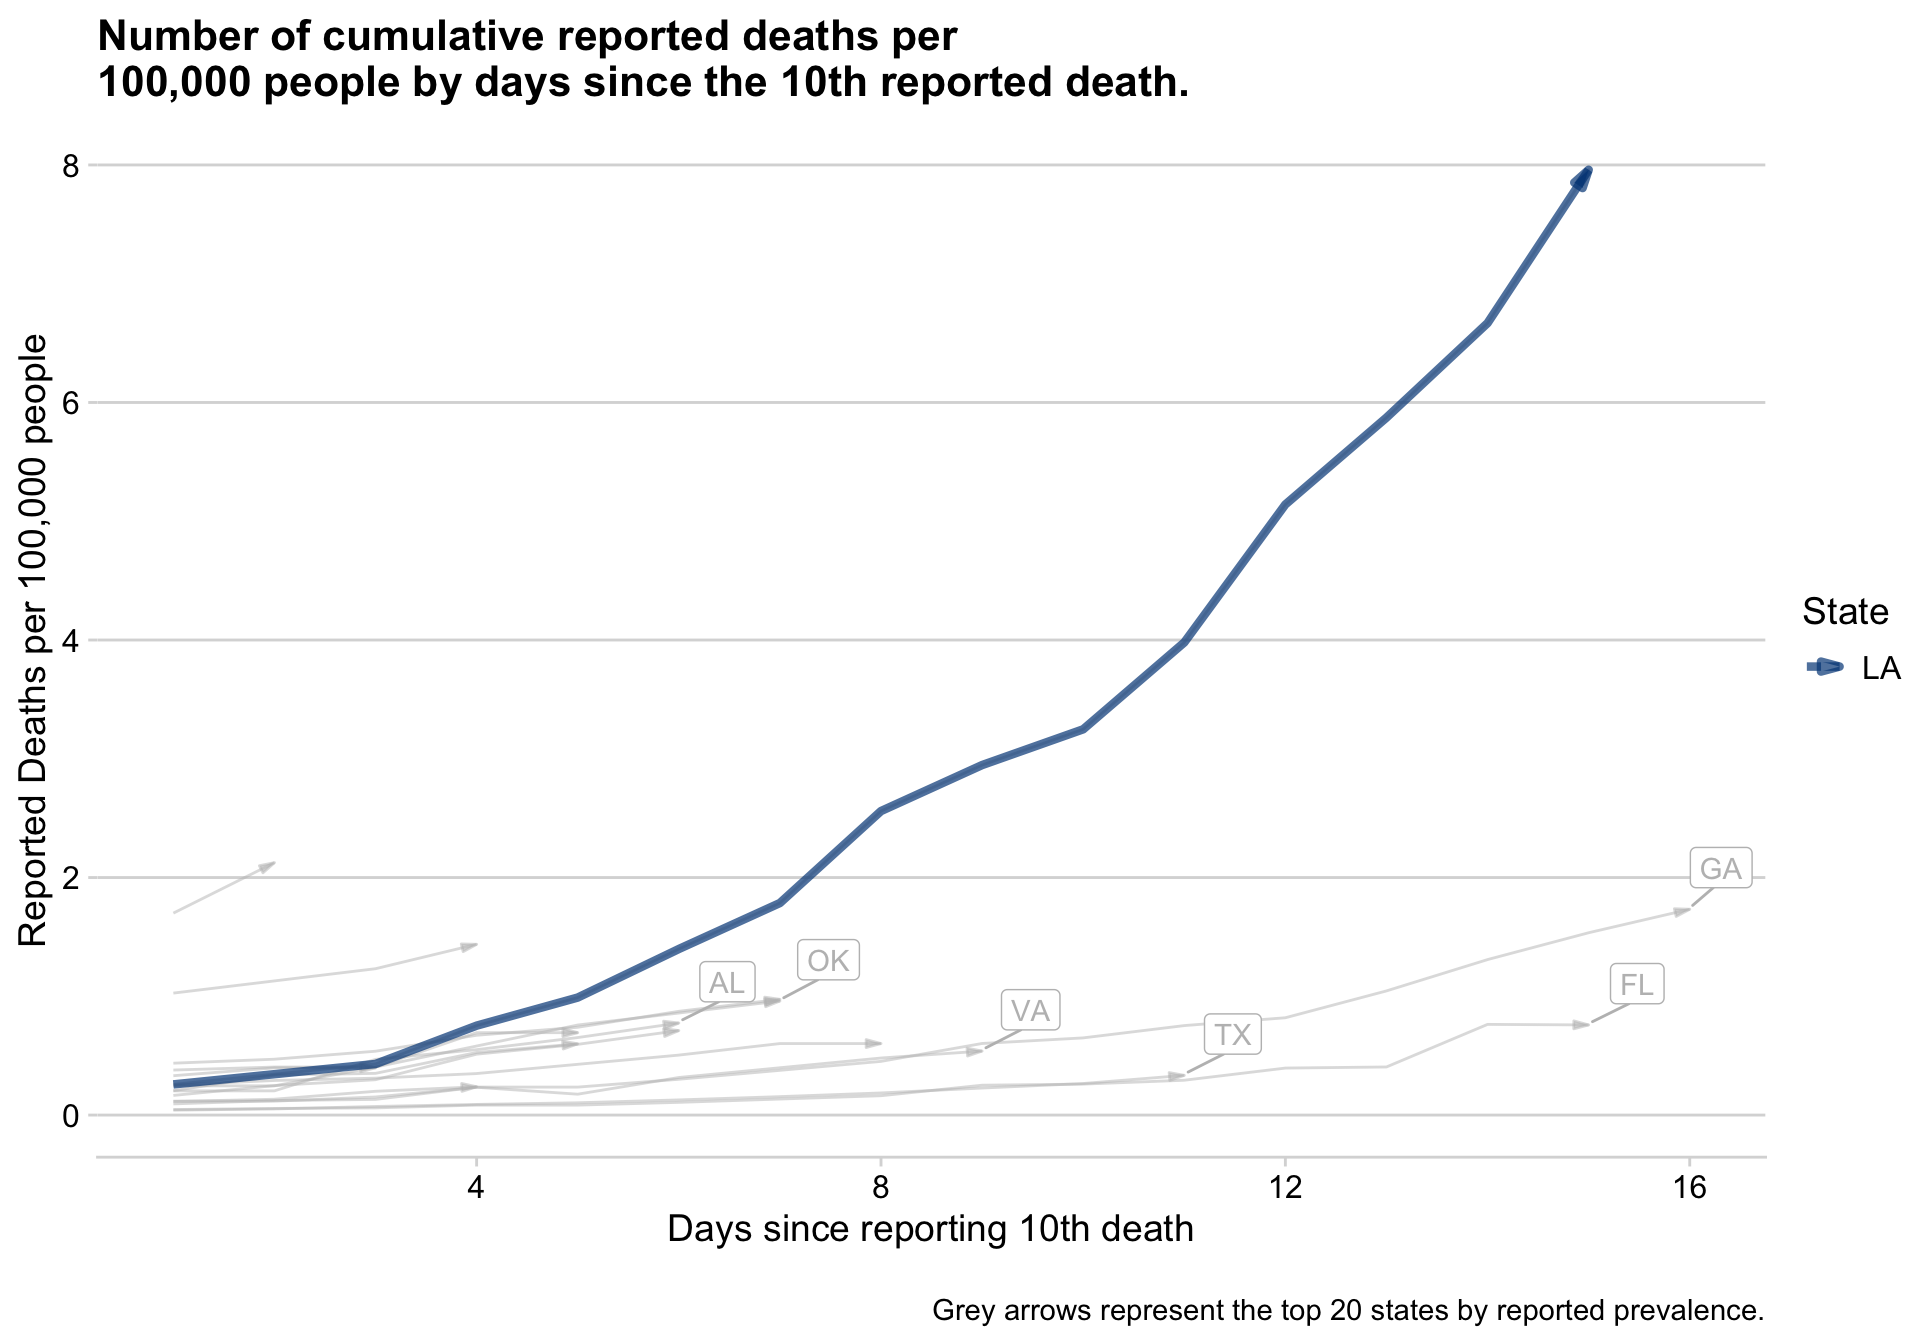 Number of cumulative reported deaths per
100,000 people by days since the 10th reported death.
Reported Deaths per 100,000 people
8
6
4
2
0
GA
OK
AL
FL
VA
TX
State
LA
4
8
12
16
Days since reporting 10th death
Grey arrows represent the top 20 states by reported prevalence.